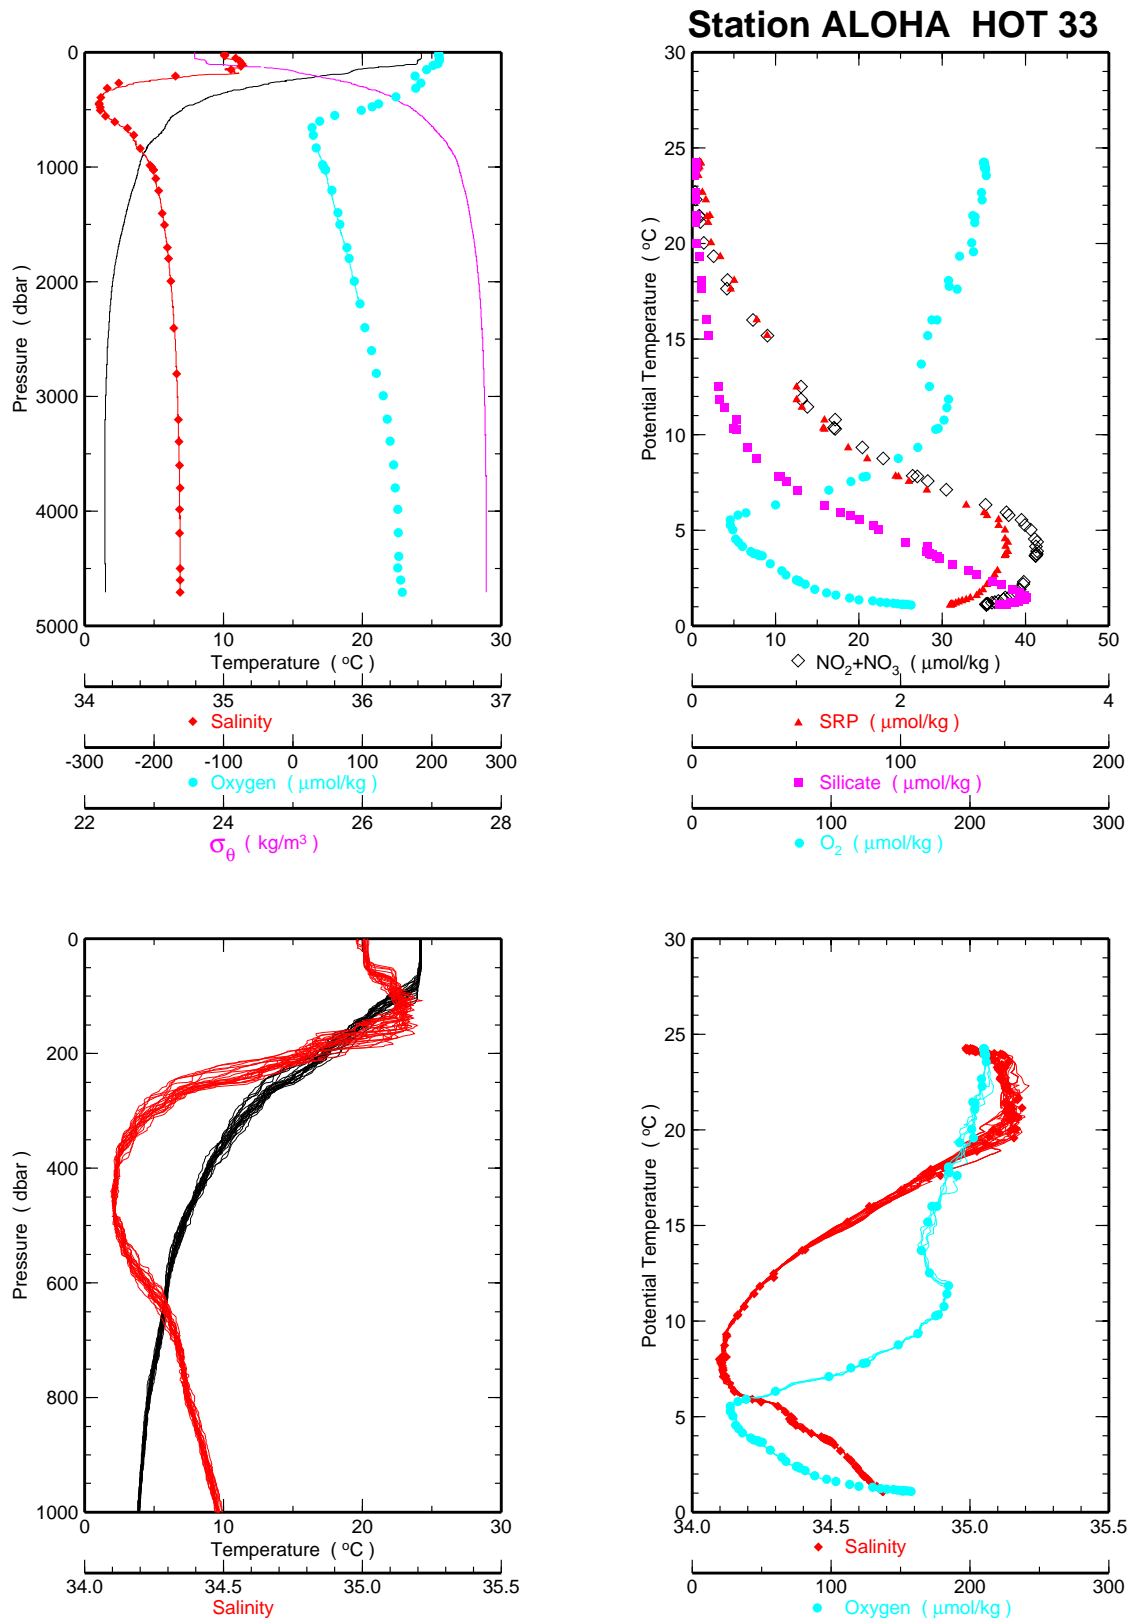 Station ALOHA HOT 33
0
1000
2000
3000
4000
5000
Pressure ( dbar)
0 10 20 30
Temperature ( °C)
34 35 36 37
Salinity
-300 -200 -100 0 100 200 300
Oxygen ( μmol/kg)
22 24 26 28
σθ ( kg/m³)
30
25
20
15
10
5
0
Potential Temperature ( °C)
0 10 20 30 40 50
NO₂+NO₃ ( μmol/kg)
0 2 4
SRP ( μmol/kg)
0 100 200
Silicate ( μmol/kg)
0 100 200 300
O₂ ( μmol/kg)
0
200
400
600
800
1000
Pressure ( dbar)
0 10 20 30
Temperature ( °C)
34.0 34.5 35.0 35.5
Salinity
30
25
20
15
10
5
0
Potential Temperature ( °C)
34.0 34.5 35.0 35.5
Salinity
0 100 200 300
Oxygen ( μmol/kg)